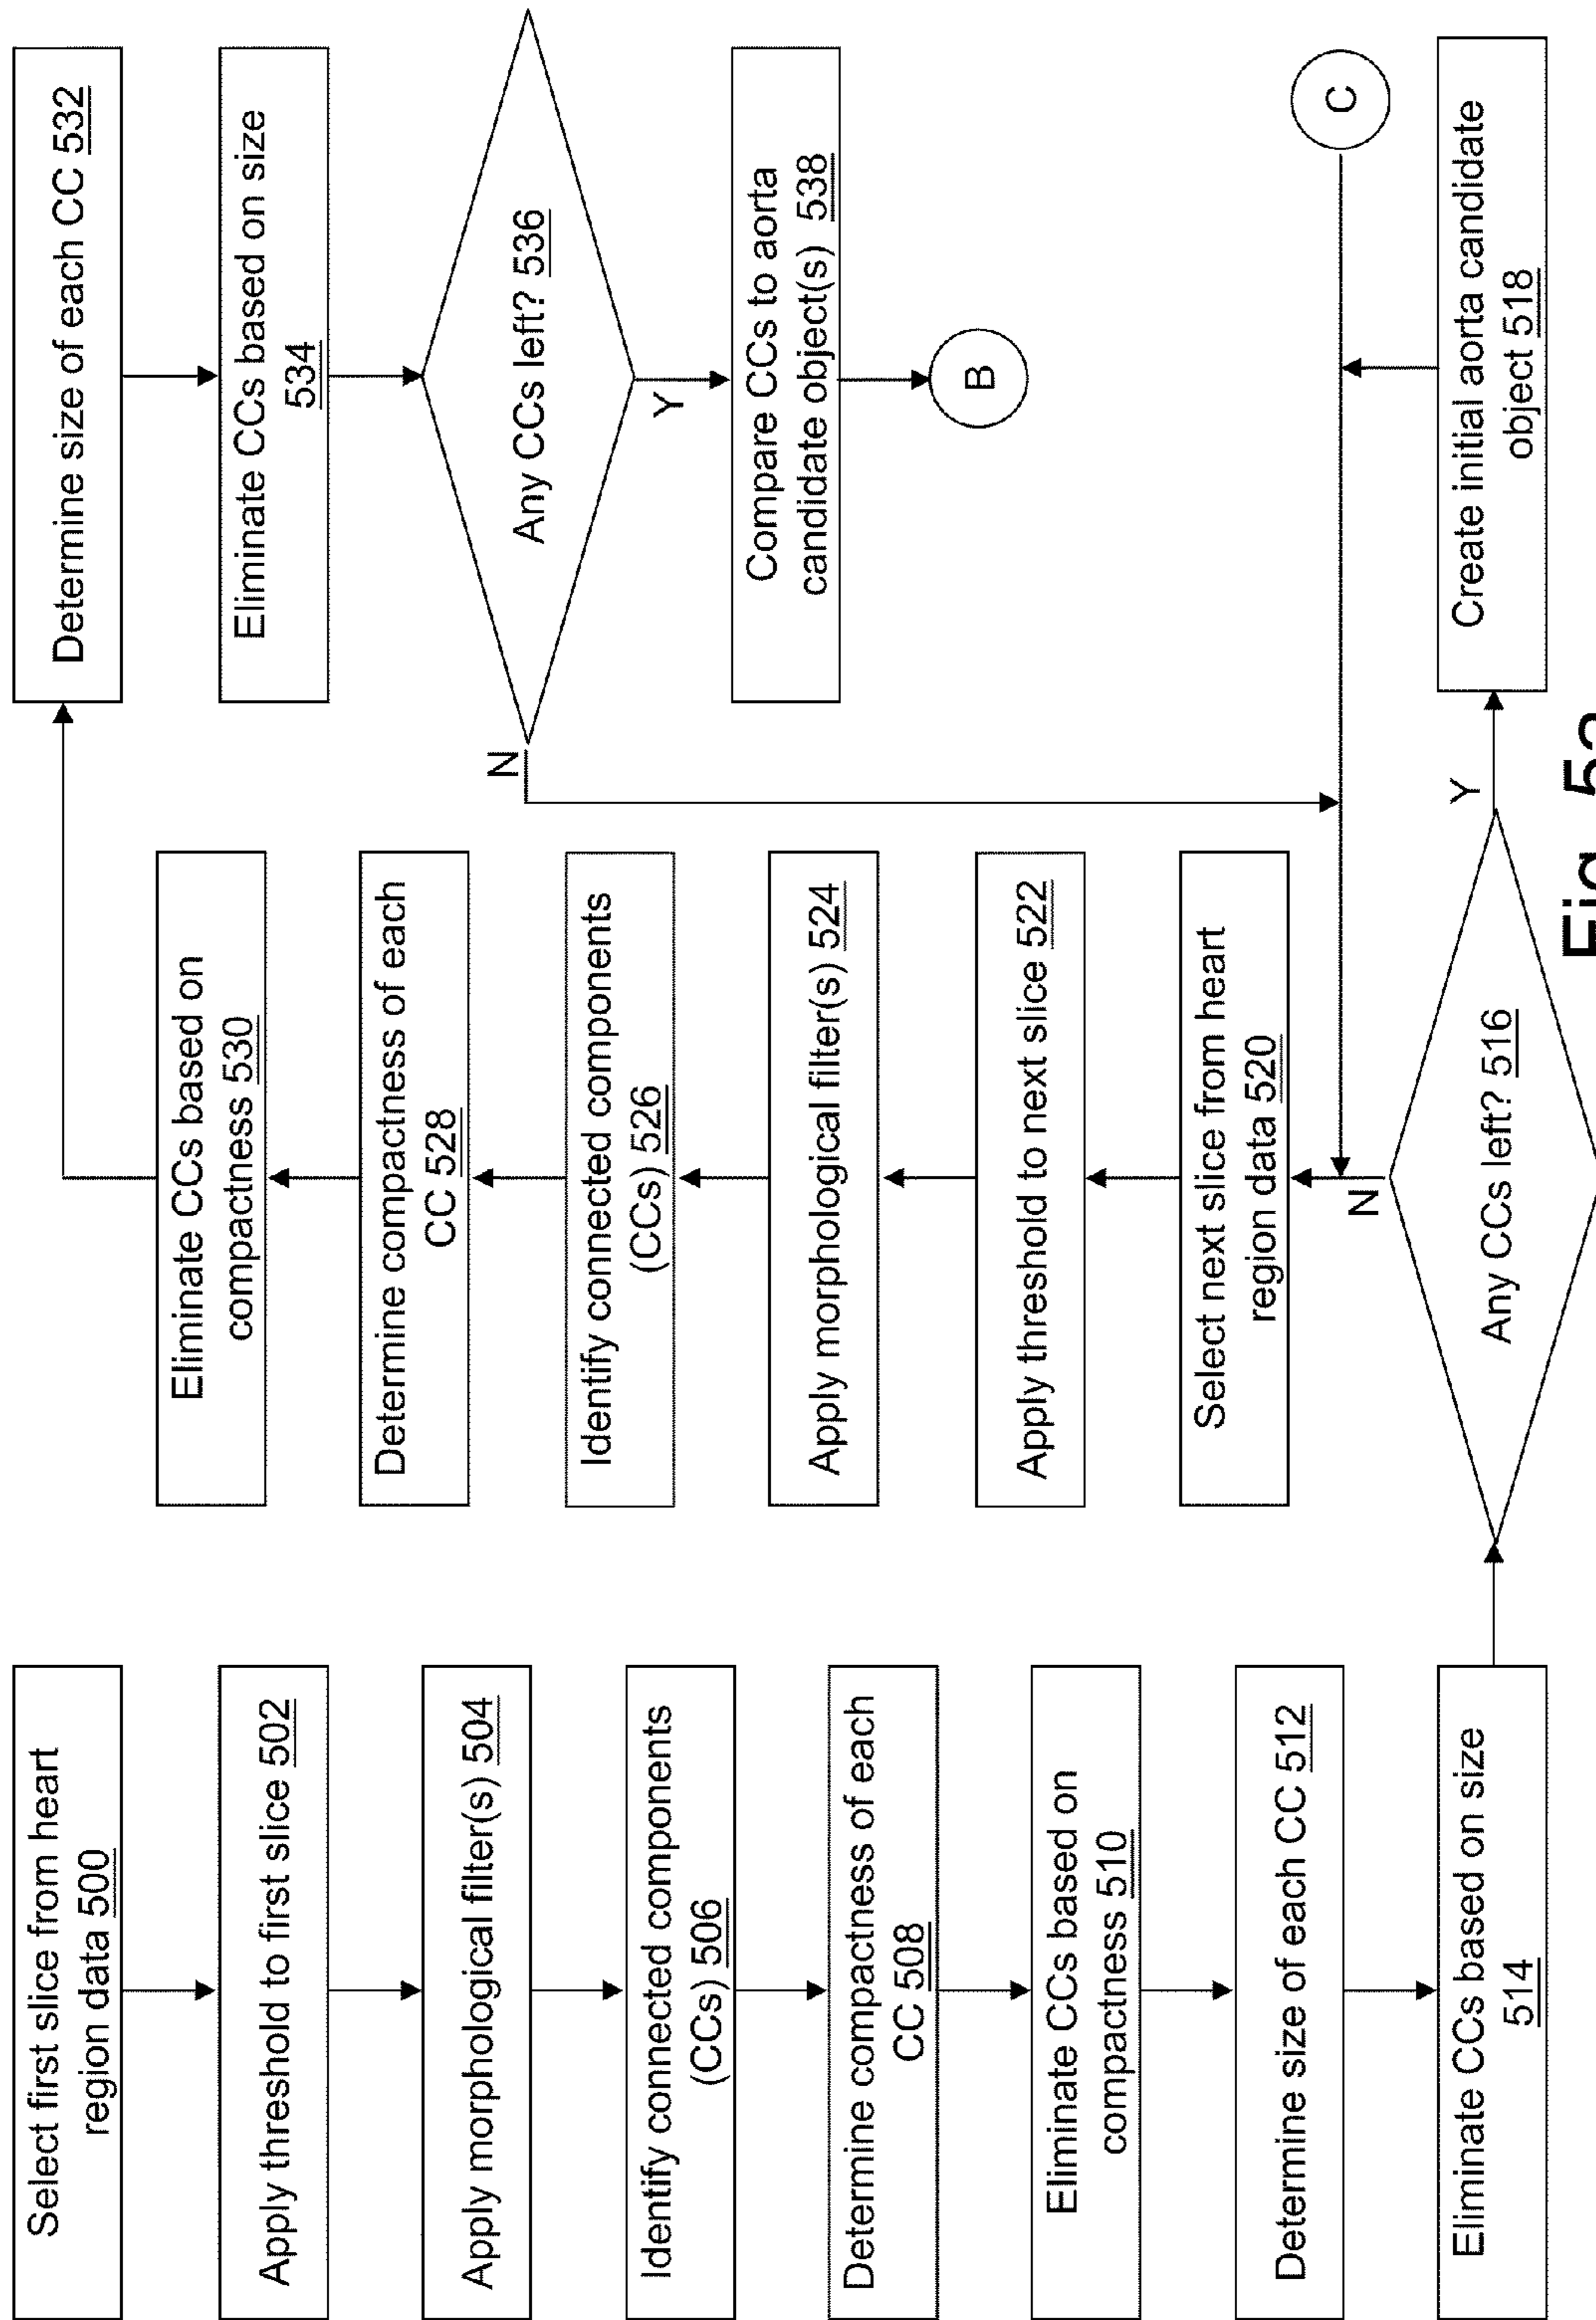 Select first slice from heart
region data 500
Apply threshold to first slice 502
Apply morphological filter(s) 504
Identify connected components
(CCs) 506
Determine compactness of each
CC 508
Eliminate CCs based on
compactness 510
Determine size of each CC 512
Eliminate CCs based on size
514
Any CCs left? 516
N
Y
Create initial aorta candidate
object 518
Select next slice from heart
region data 520
Apply threshold to next slice 522
Apply morphological filter(s) 524
Identify connected components
(CCs) 526
Determine compactness of each
CC 528
Eliminate CCs based on
compactness 530
Determine size of each CC 532
Eliminate CCs based on size
534
Any CCs left? 536
N
Y
Compare CCs to aorta
candidate object(s) 538
B
C